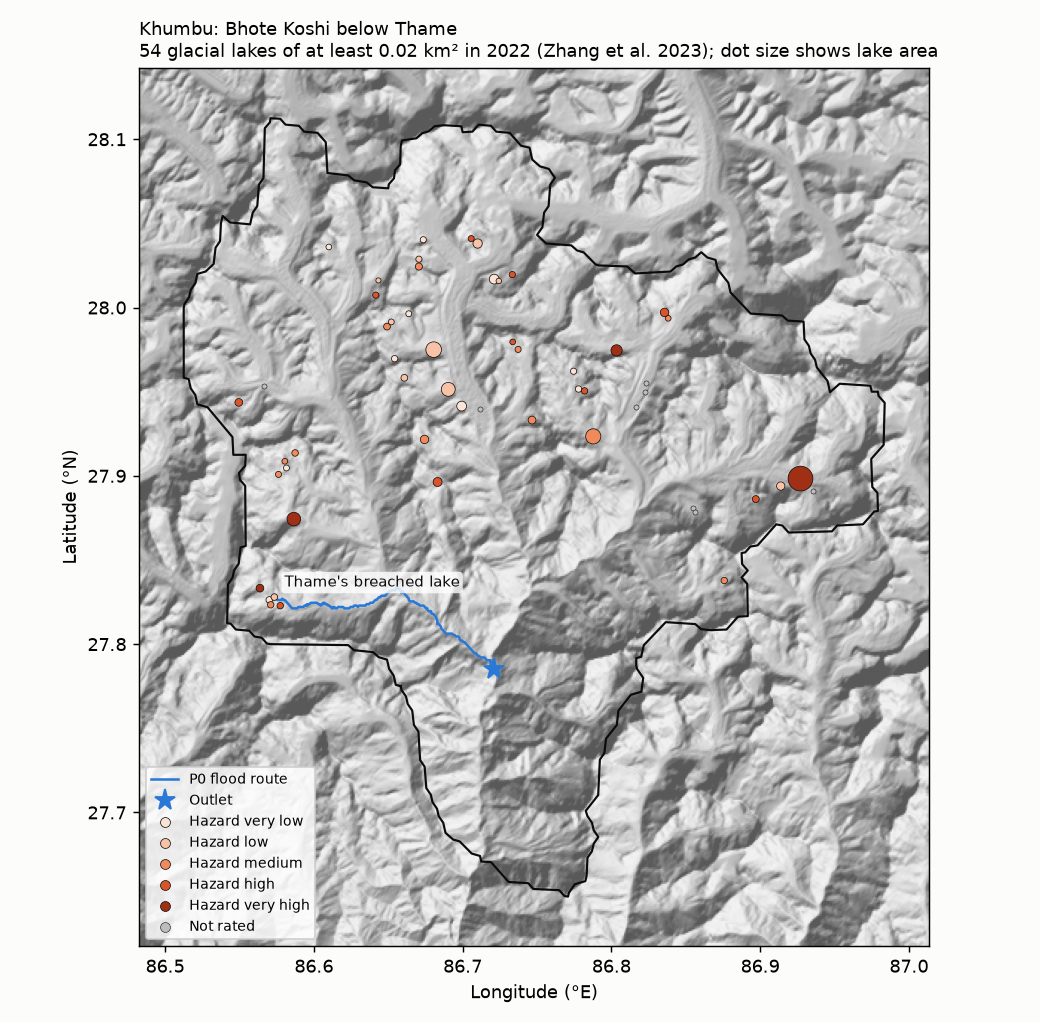 Khumbu: Bhote Koshi below Thame
54 glacial lakes of at least 0.02 km² in 2022 (Zhang et al. 2023); dot size shows lake area
28.1
28.0
27.9
27.8
27.7
Latitude (°N)
Thame's breached lake
P0 flood route
Outlet
Hazard very low
Hazard low
Hazard medium
Hazard high
Hazard very high
Not rated
86.5 86.6 86.7 86.8 86.9 87.0
Longitude (°E)